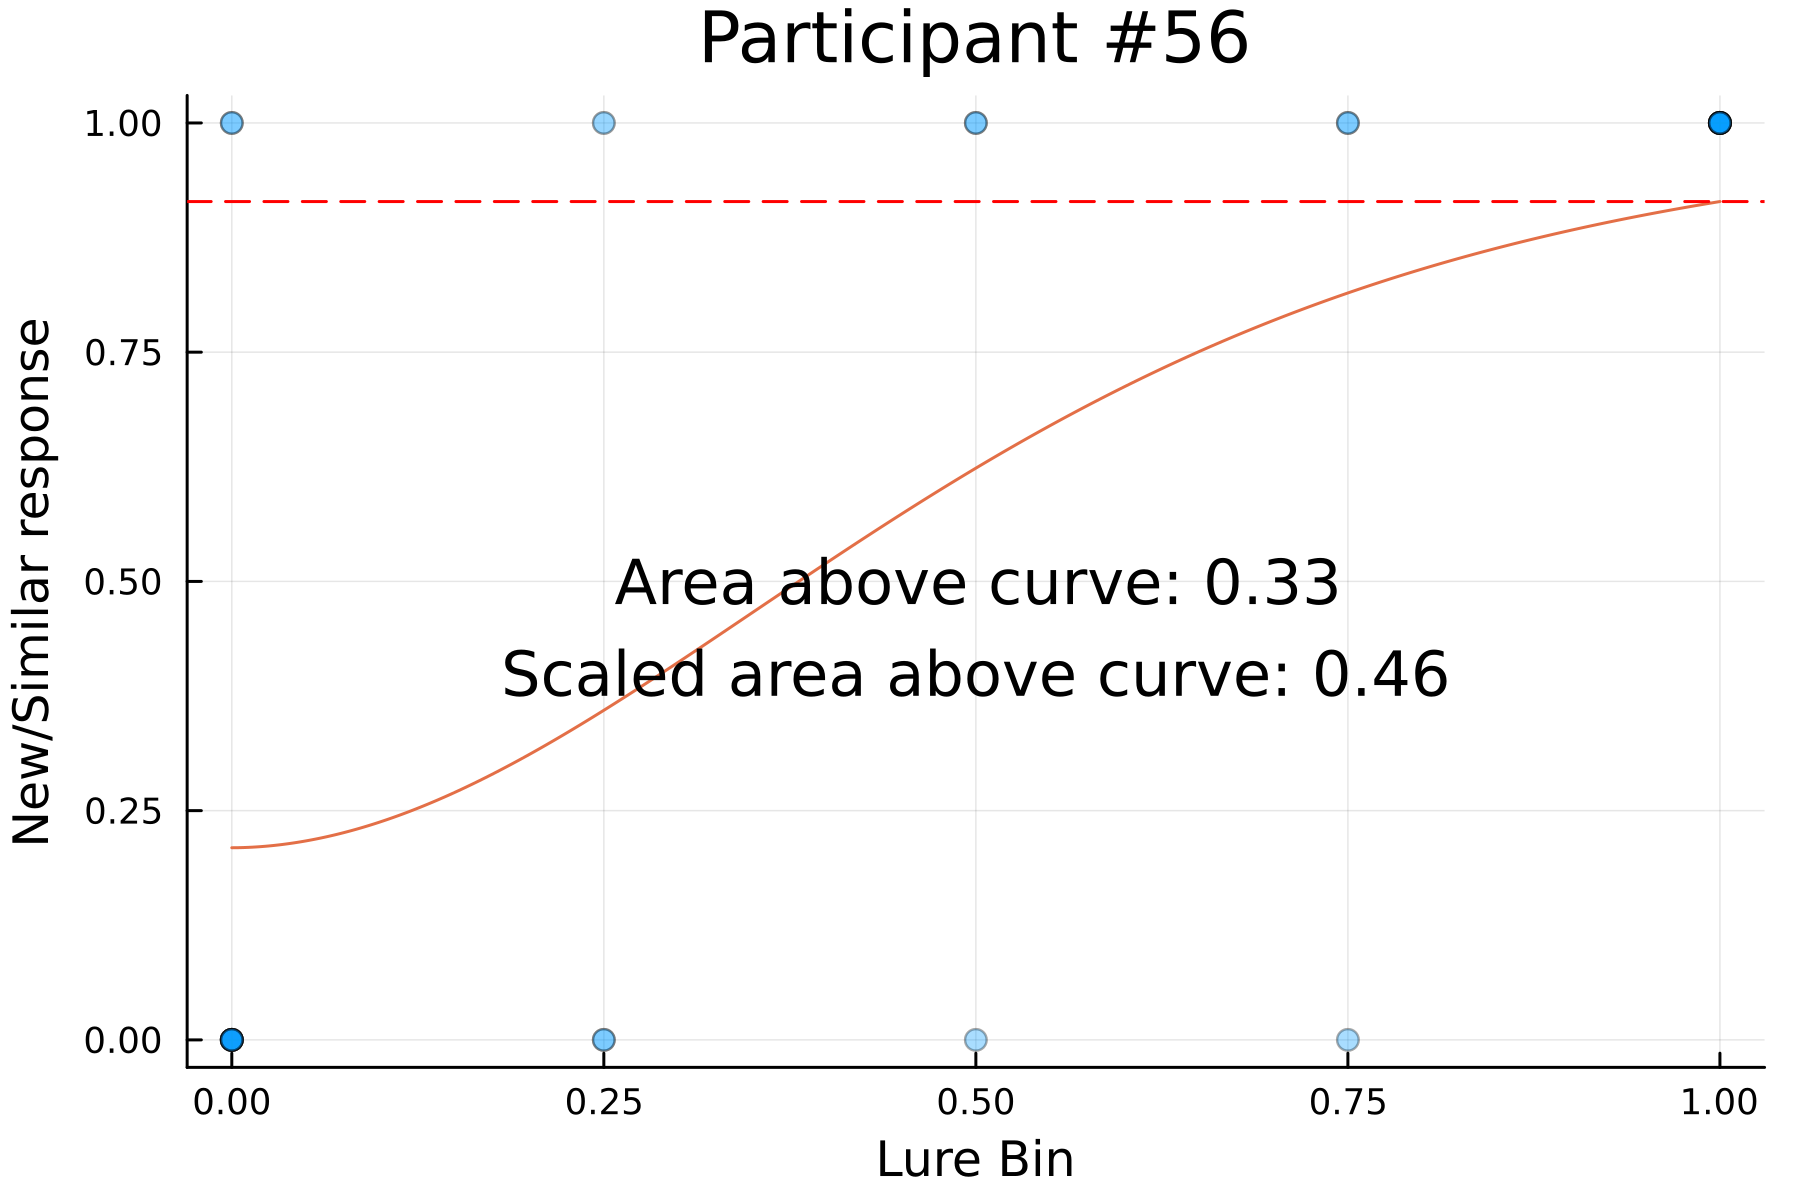 Participant #56
1.00
0.75
0.50
0.25
0.00
New/Similar response
Area above curve: 0.33
Scaled area above curve: 0.46
0.00 0.25 0.50 0.75 1.00
Lure Bin